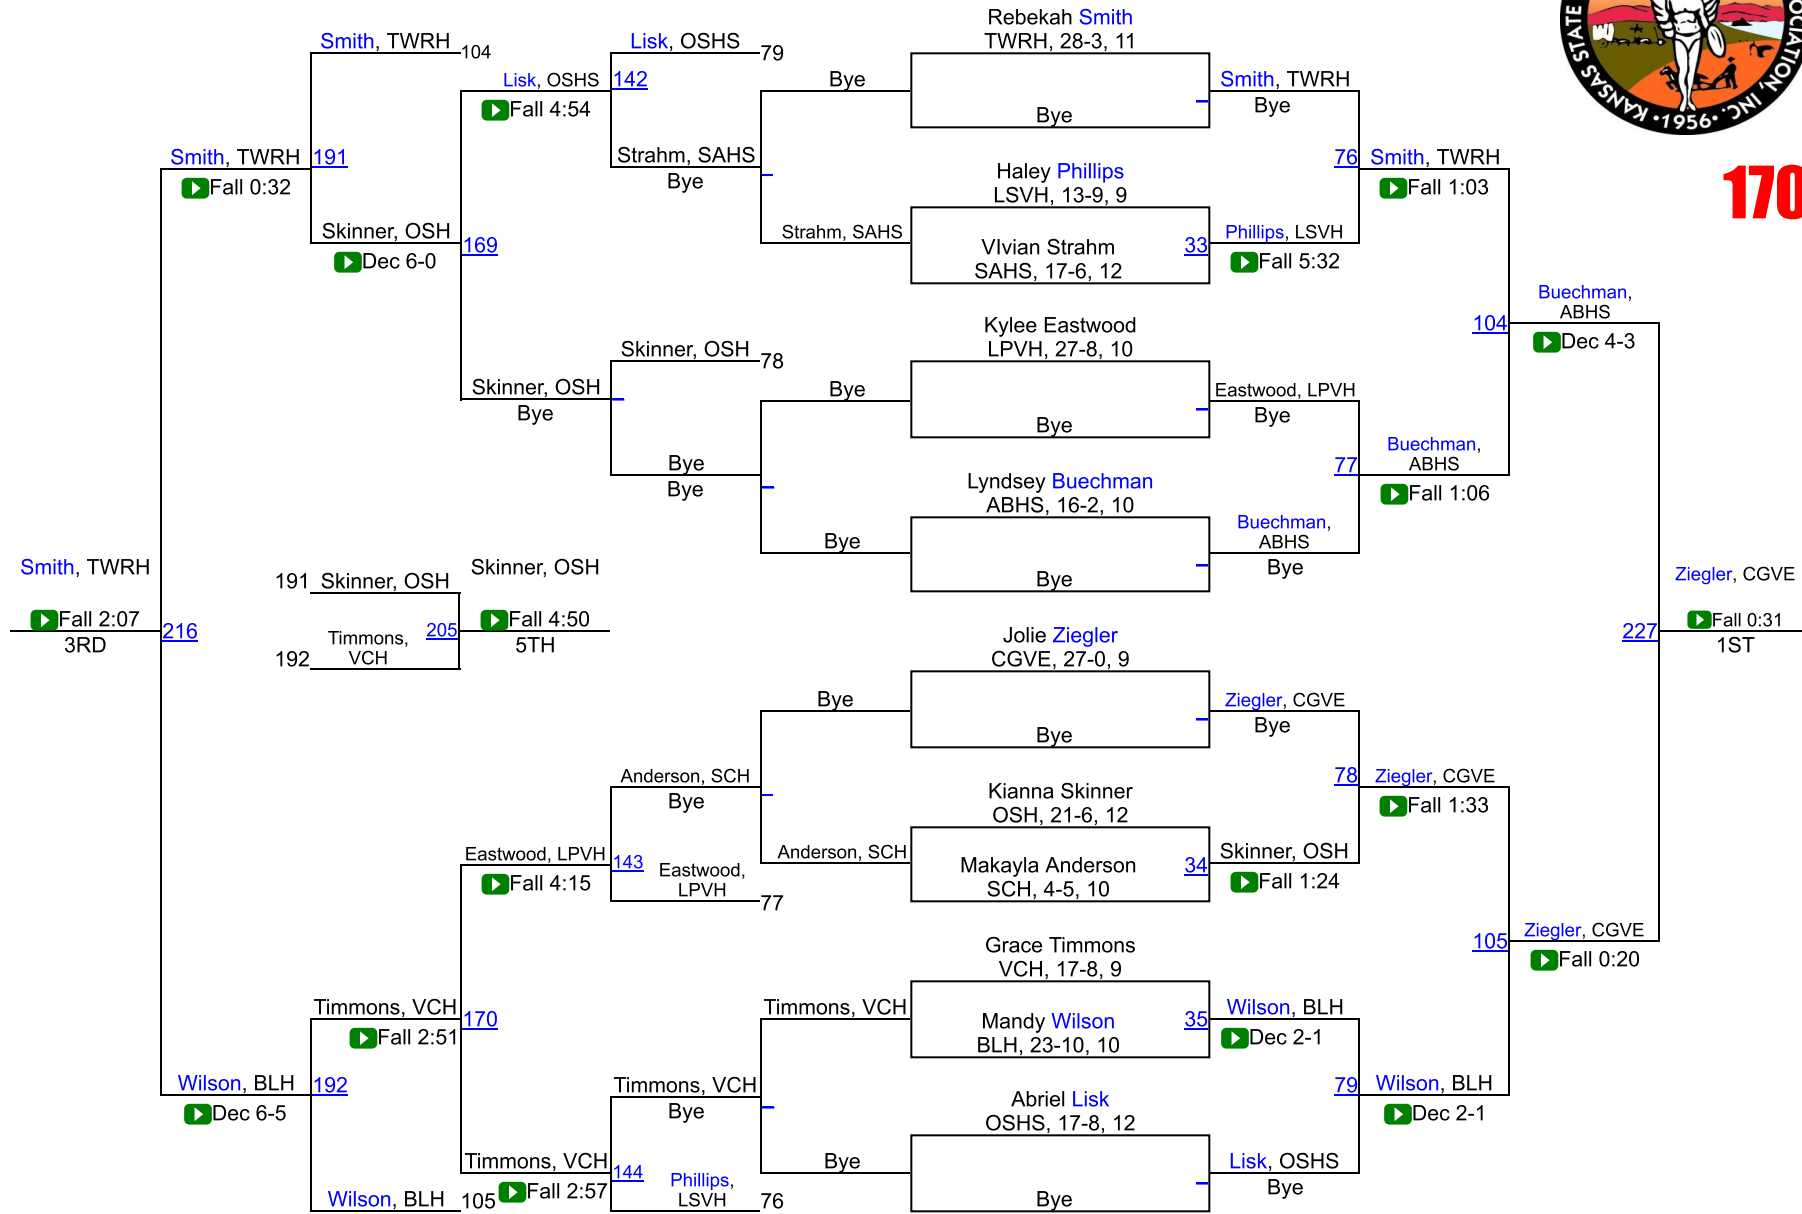 Rebekah Smith
TWRH, 28-3, 11
Bye
Haley Phillips
LSVH, 13-9, 9
VIvian Strahm
SAHS, 17-6, 12
33
Kylee Eastwood
LPVH, 27-8, 10
Bye
Lyndsey Buechman
ABHS, 16-2, 10
Bye
Jolie Ziegler
CGVE, 27-0, 9
Bye
Kianna Skinner
OSH, 21-6, 12
Makayla Anderson
SCH, 4-5, 10
34
Grace Timmons
VCH, 17-8, 9
Mandy Wilson
BLH, 23-10, 10
35
Abriel Lisk
OSHS, 17-8, 12
Bye
Smith, TWRH
Bye
76
Phillips, LSVH
Fall 5:32
Eastwood, LPVH
Bye
77
Buechman,
ABHS
Bye
Ziegler, CGVE
Bye
78
Skinner, OSH
Fall 1:24
Wilson, BLH
Dec 2-1
79
Lisk, OSHS
Bye
Smith, TWRH
Fall 1:03
104
Buechman,
ABHS
Fall 1:06
Ziegler, CGVE
Fall 1:33
105
Wilson, BLH
Dec 2-1
Buechman,
ABHS
Dec 4-3
227
Ziegler, CGVE
Fall 0:20
Ziegler, CGVE
Fall 0:31
1ST
KANSAS STATE
OCIATION, INC.
•1956•
170
Bye
Strahm, SAHS
Bye
Bye
Bye
Anderson, SCH
Timmons, VCH
Bye
Lisk, OSHS
79
142
Strahm, SAHS
Bye
Skinner, OSH
78
Bye
Bye
Anderson, SCH
Bye
143
Eastwood,
LPVH
77
Timmons, VCH
Bye
144
Phillips,
LSVH
76
Lisk, OSHS
Fall 4:54
169
Skinner, OSH
Bye
Eastwood, LPVH
Fall 4:15
170
Timmons, VCH
Fall 2:57
Smith, TWRH
104
191
Skinner, OSH
Dec 6-0
Timmons, VCH
Fall 2:51
192
Wilson, BLH
105
Smith, TWRH
Fall 0:32
216
Wilson, BLH
Dec 6-5
Smith, TWRH
Fall 2:07
3RD
191
Skinner, OSH
192
Timmons,
VCH
205
Skinner, OSH
Fall 4:50
5TH